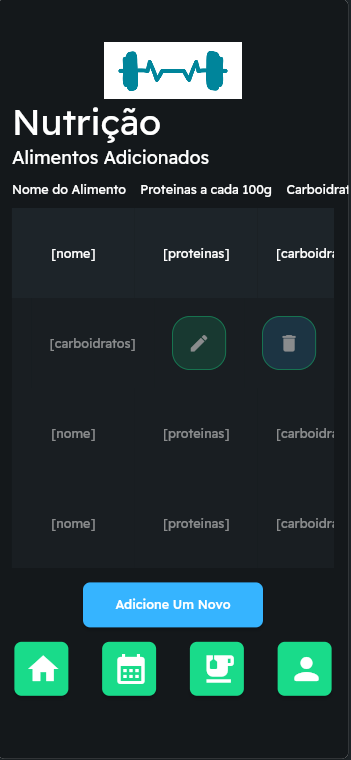 Nutrição
Alimentos Adicionados
Nome do Alimento Proteinas a cada 100g Carboidrat
[nome] [proteinas] [carboidra
[carboidratos]
[nome] [proteinas] [carboidra
[nome] [proteinas] [carboidra
Adicione Um Novo